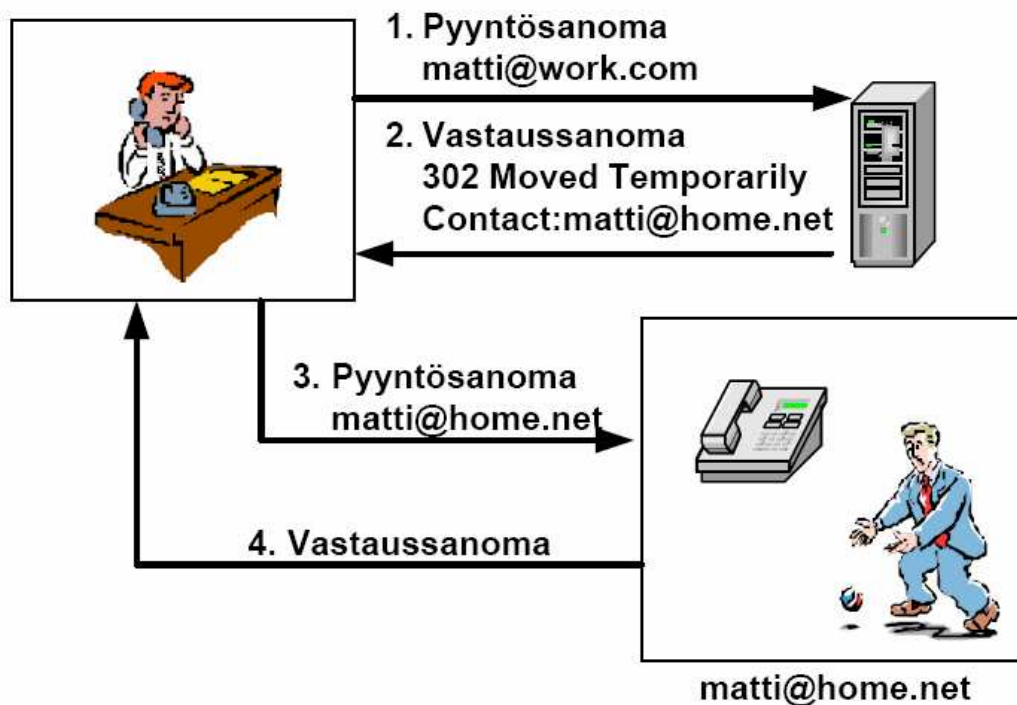 1. Pyyntösanoma
matti@work.com
2. Vastaussanoma
302 Moved Temporarily
Contact:matti@home.net
3. Pyyntösanoma
matti@home.net
4. Vastaussanoma
matti@home.net